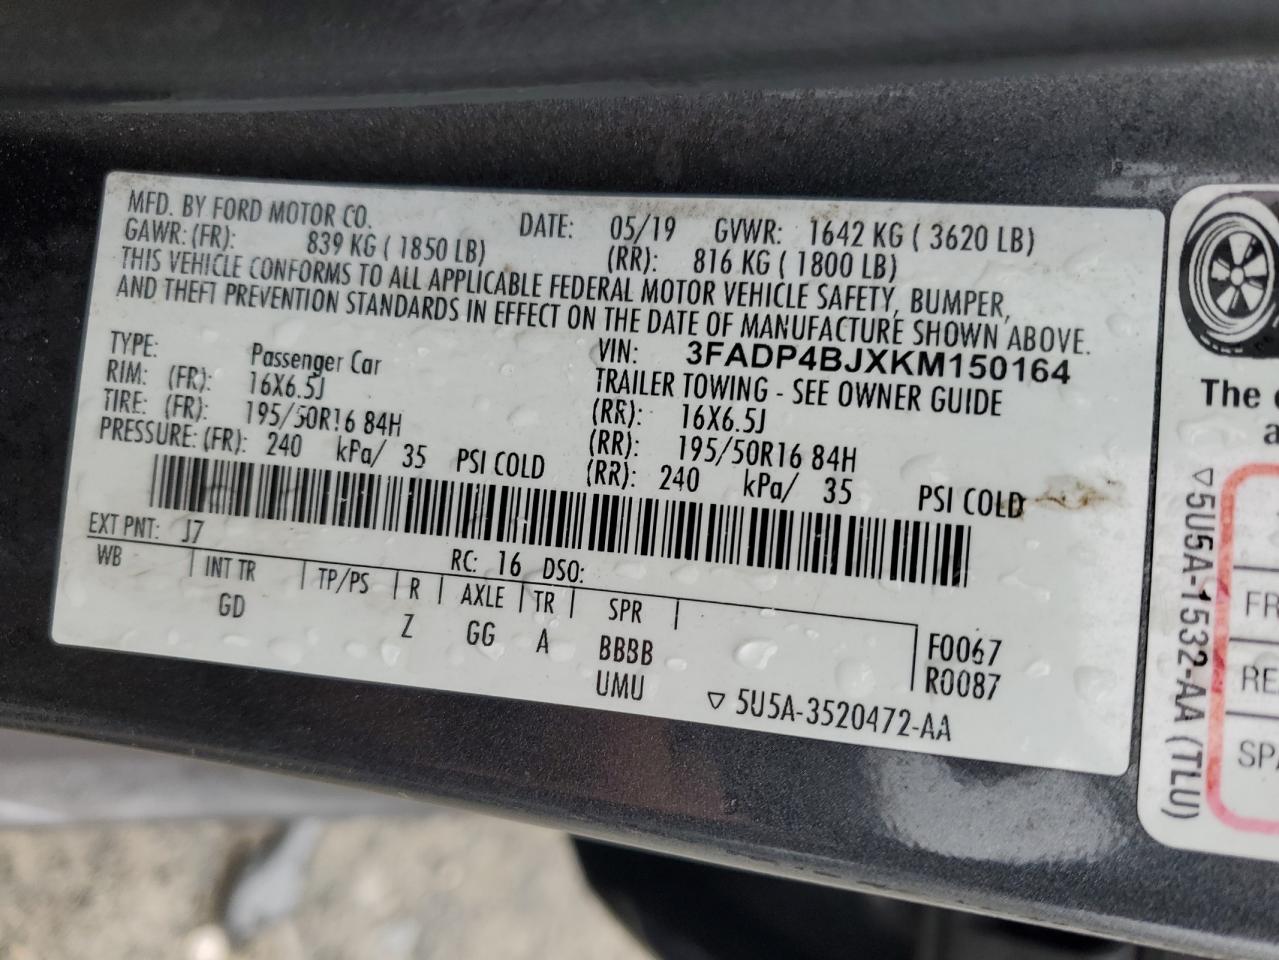 MFD. BY FORD MOTOR CO. DATE: 05/19 GVWR: 1642 KG ( 3620 LB)
GAWR: (FR): 839 KG ( 1850 LB) (RR): 816 KG ( 1800 LB)
THIS VEHICLE CONFORMS TO ALL APPLICABLE FEDERAL MOTOR VEHICLE SAFETY, BUMPER,
AND THEFT PREVENTION STANDARDS IN EFFECT ON THE DATE OF MANUFACTURE SHOWN ABOVE.
VIN: 3FADP4BJXKM150164
TYPE: Passenger Car TRAILER TOWING - SEE OWNER GUIDE
RIM: (FR): 16X6.5J (RR): 16X6.5J
TIRE: (FR): 195/50R16 84H (RR): 195/50R16 84H
PRESSURE: (FR): 240 kPa/ 35 PSI COLD (RR): 240 kPa/ 35 PSI COLD
EXT PNT: J7 RC: 16 DSO:
WB INT TR TP/PS R AXLE TR SPR
GD Z GG A BBBB F0067
UMU R0087
▽ 5U5A-3520472-AA
The
▽5U5A-1532-AA (TLU)
FR
RE
SPA